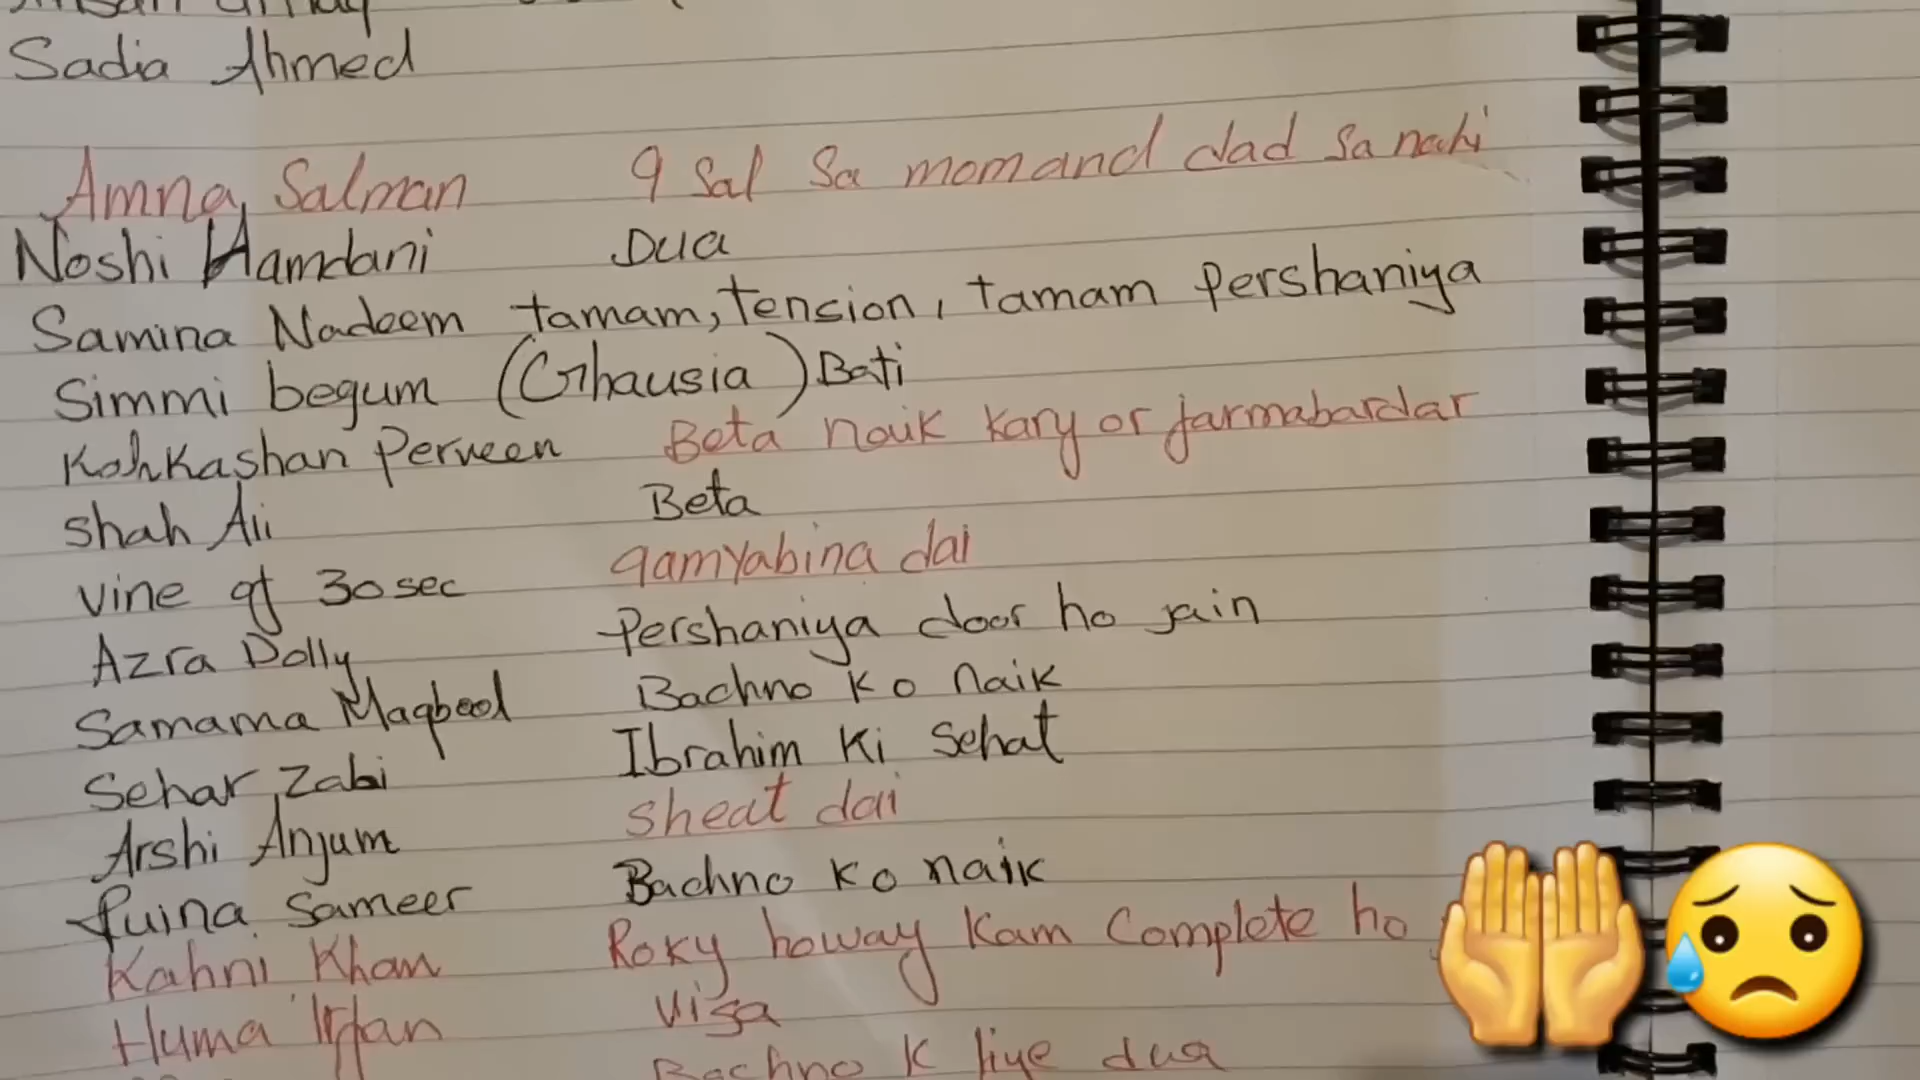 Sadia Ahmed
Amna Salman 9 Sal Sa mom and dad Sa nahi
Noshi Hamdani Dua
Samina Nadeem tamam, tension, tamam Pershaniya
Simmi begum (Ghausia) Bati
KohKashan Perveen Beta naik kary or farmabardar
Shah Ali Beta
Vine of 30 sec qamyabina dai
Azra Dolly Pershaniya door ho jain
Samama Maqbool Bachno Ko Naik
Sehar Zabi Ibrahim Ki Sehat
Arshi Anjum sheat dai
Sameer Bachno Ko naik
Kahni Khan Roky howay Kam Complete ho
Huma Irfan Visa
Bachno K liye dua